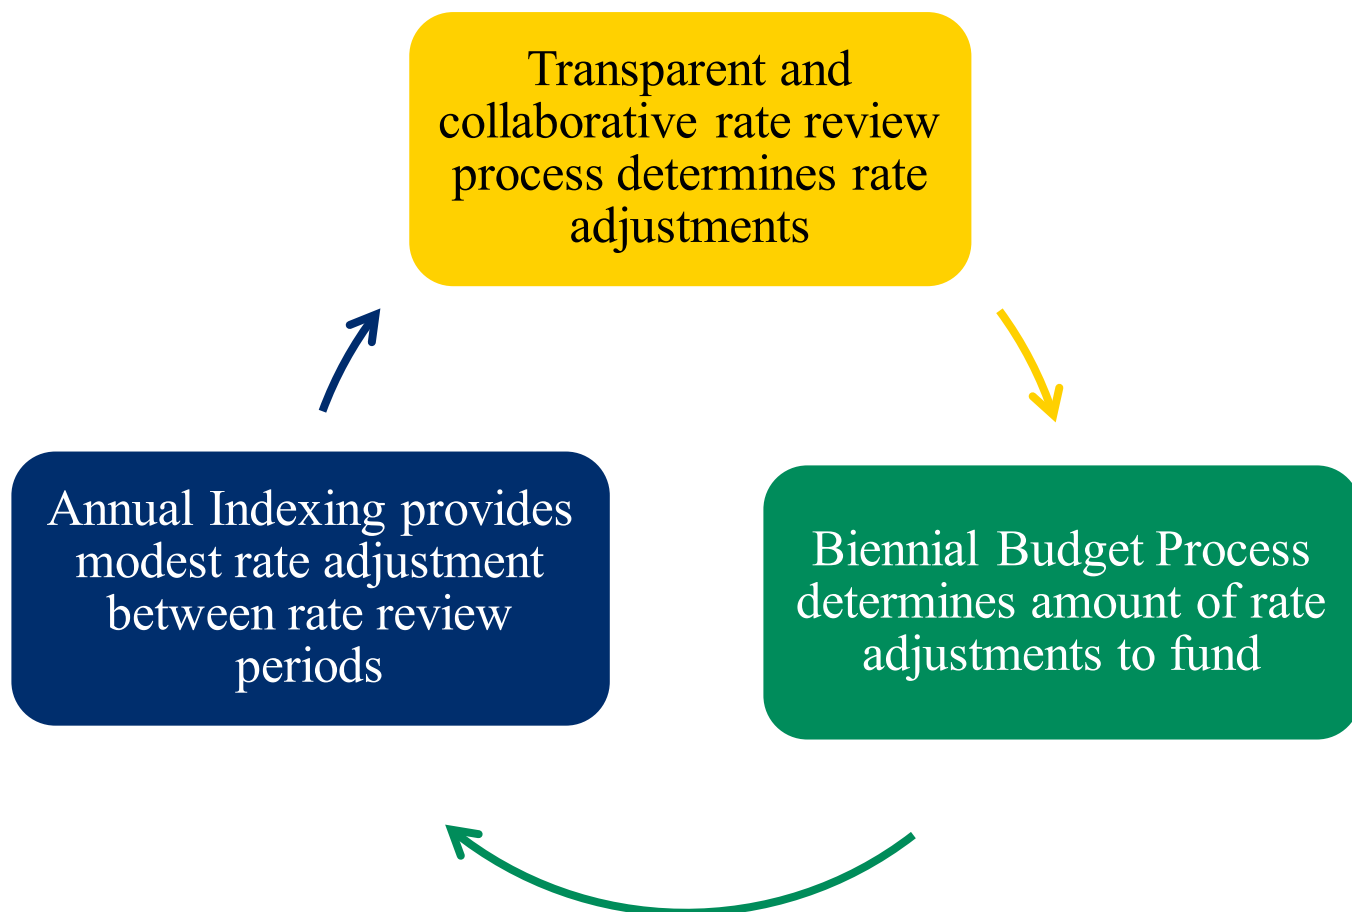 Transparent and
collaborative rate review
process determines rate
adjustments
Biennial Budget Process
determines amount of rate
adjustments to fund
Annual Indexing provides
modest rate adjustment
between rate review
periods